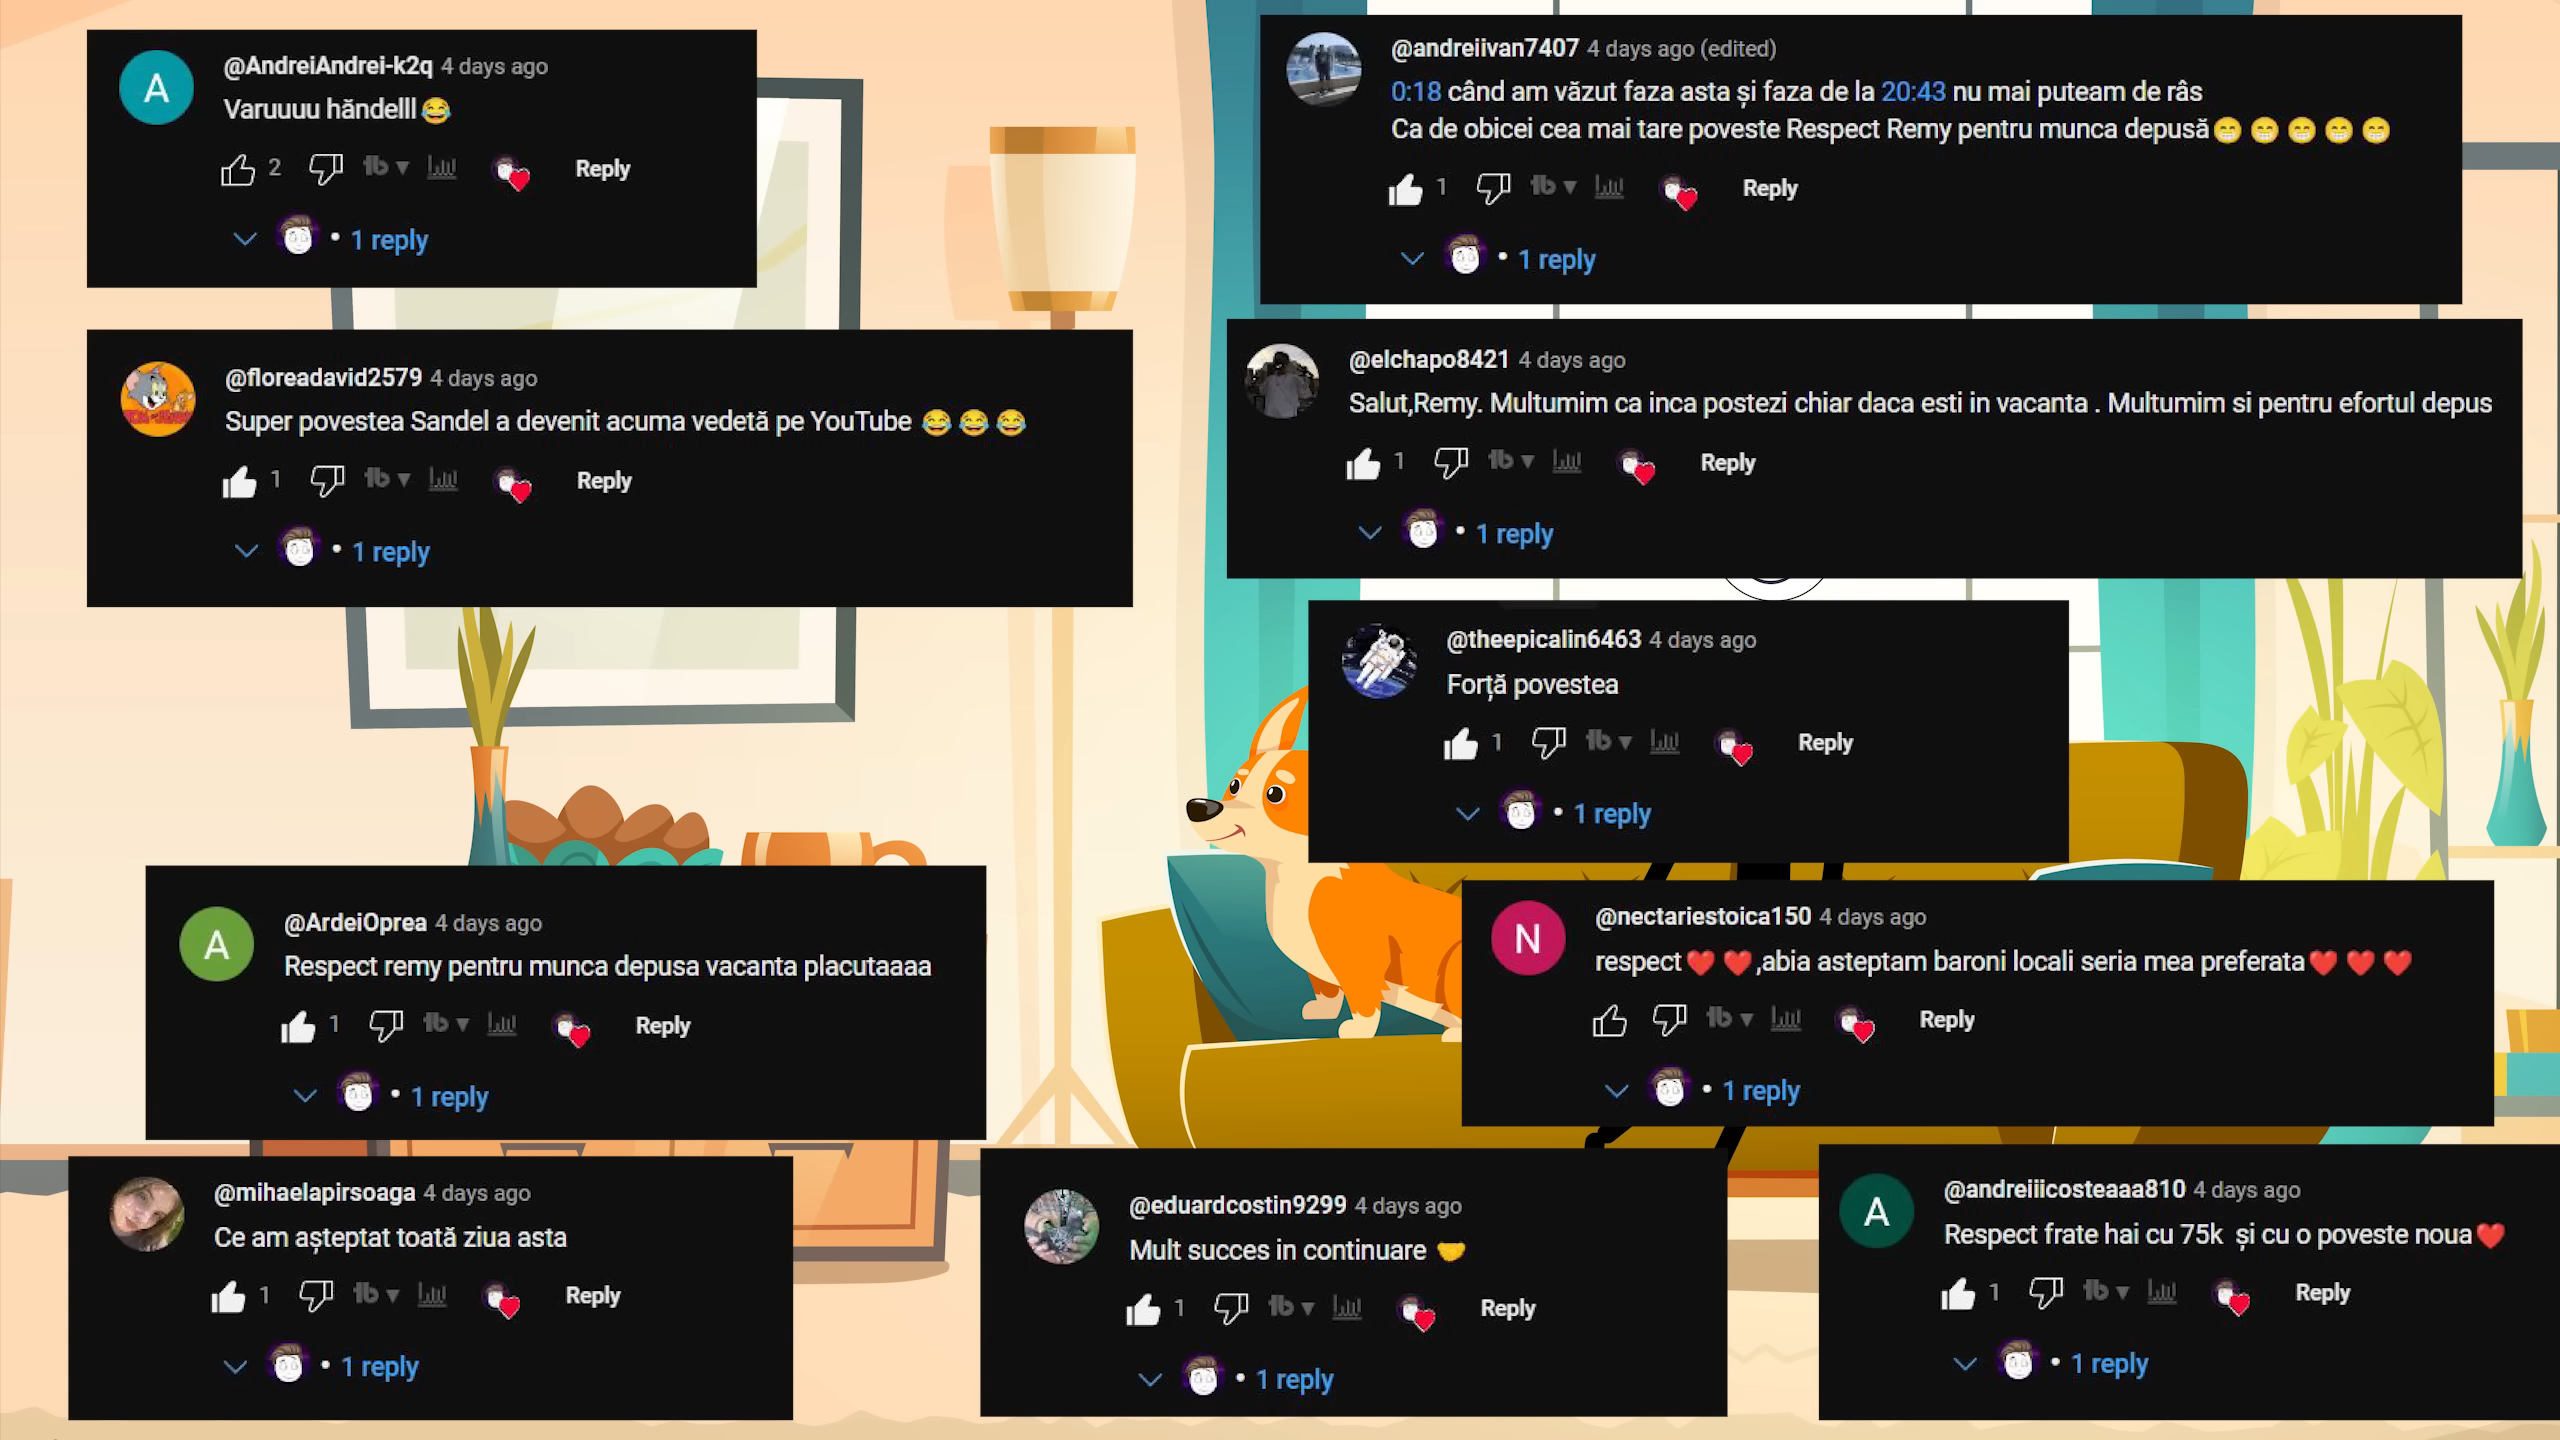 A
@AndreiAndrei-k2q 4 days ago
Varuuuu hăndelll😂
2 Reply
1 reply
@andreiivan7407 4 days ago (edited)
0:18 când am văzut faza asta și faza de la 20:43 nu mai puteam de râs
Ca de obicei cea mai tare poveste Respect Remy pentru munca depusă😁😁😁😁😁
1 Reply
1 reply
@floreadavid2579 4 days ago
Super povestea Sandel a devenit acuma vedetă pe YouTube 😂😂😂
1 Reply
1 reply
@elchapo8421 4 days ago
Salut,Remy. Multumim ca inca postezi chiar daca esti in vacanta . Multumim si pentru efortul depus
1 Reply
1 reply
@theepicalin6463 4 days ago
Forță povestea
1 Reply
1 reply
A
@ArdeiOprea 4 days ago
Respect remy pentru munca depusa vacanta placutaaaa
1 Reply
1 reply
N
@nectariestoica150 4 days ago
respect❤️❤️,abia asteptam baroni locali seria mea preferata❤️❤️❤️
Reply
1 reply
@mihaelapirsoaga 4 days ago
Ce am așteptat toată ziua asta
1 Reply
1 reply
@eduardcostin9299 4 days ago
Mult succes in continuare 🤝
1 Reply
1 reply
A
@andreiiicosteaaa810 4 days ago
Respect frate hai cu 75k și cu o poveste noua❤️
1 Reply
1 reply